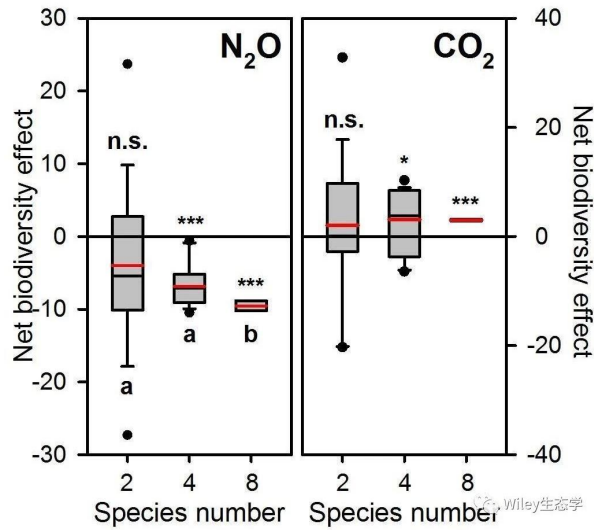 30
20
10
0
-10
-20
-30
Net biodiversity effect
N2O
n.s.
***
***
a
a
b
2
4
8
Species number
CO2
n.s.
*
***
40
20
0
-20
-40
Net biodiversity effect
2
4
8
Species number
Wiley生态学